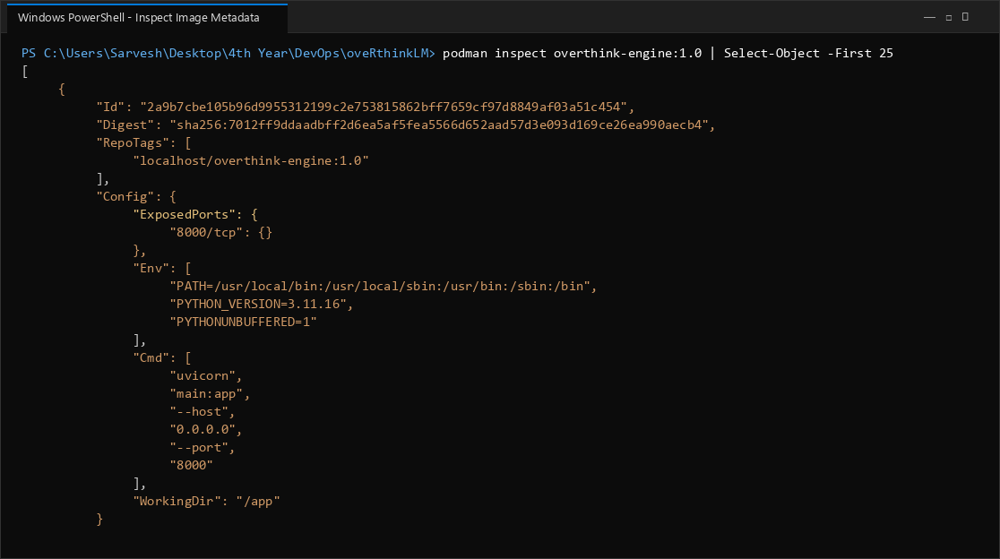 Windows PowerShell - Inspect Image Metadata
PS C:\Users\Sarvesh\Desktop\4th Year\DevOps\oveRthinkLM> podman inspect overthink-engine:1.0 | Select-Object -First 25
[
{
"Id": "2a9b7cbe105b96d9955312199c2e753815862bff7659cf97d8849af03a51c454",
"Digest": "sha256:7012ff9ddaadbff2d6ea5af5fea5566d652aad57d3e093d169ce26ea990aecb4",
"RepoTags": [
"localhost/overthink-engine:1.0"
],
"Config": {
"ExposedPorts": {
"8000/tcp": {}
},
"Env": [
"PATH=/usr/local/bin:/usr/local/sbin:/usr/bin:/sbin:/bin",
"PYTHON_VERSION=3.11.16",
"PYTHONUNBUFFERED=1"
],
"Cmd": [
"uvicorn",
"main:app",
"--host",
"0.0.0.0",
"--port",
"8000"
],
"WorkingDir": "/app"
}